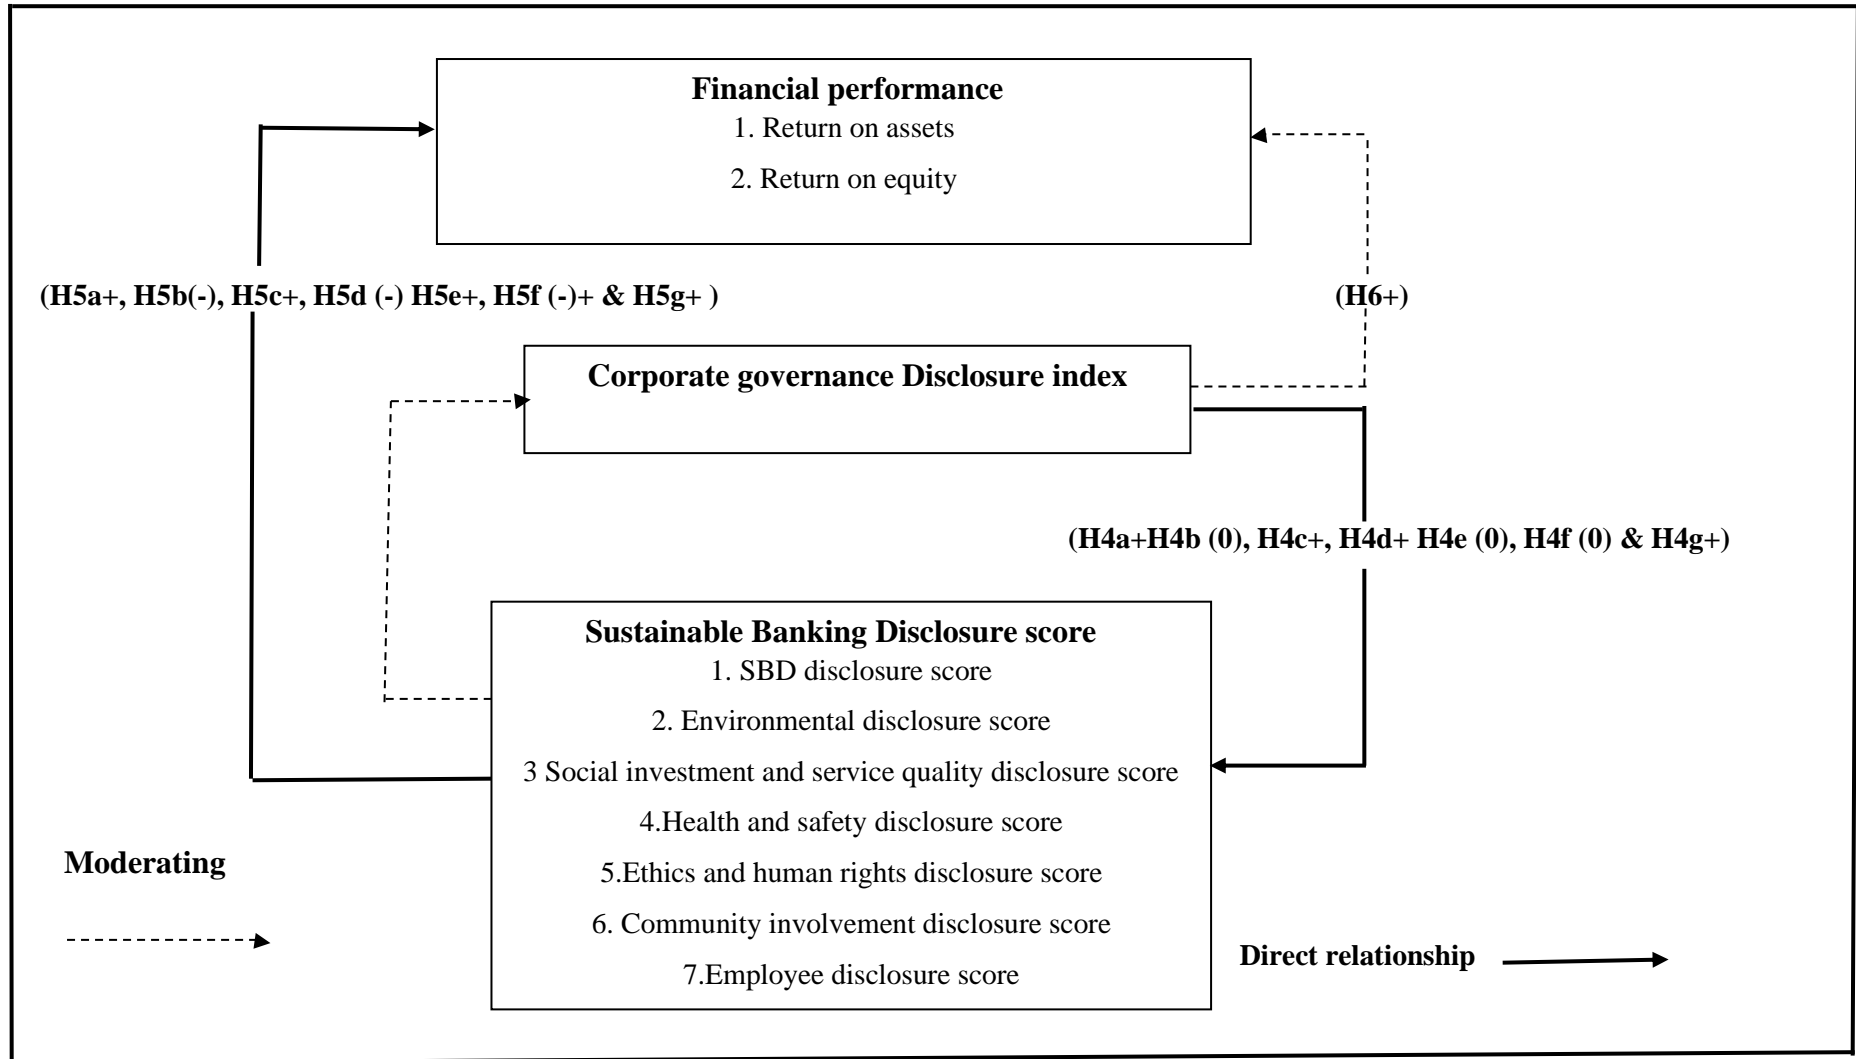 Financial performance
1. Return on assets
2. Return on equity
(H5a+, H5b(-), H5c+, H5d (-) H5e+, H5f (-)+ & H5g+ )
(H6+)
Corporate governance Disclosure index
(H4a+H4b (0), H4c+, H4d+ H4e (0), H4f (0) & H4g+)
Sustainable Banking Disclosure score
1. SBD disclosure score
2. Environmental disclosure score
3 Social investment and service quality disclosure score
4.Health and safety disclosure score
5.Ethics and human rights disclosure score
6. Community involvement disclosure score
7.Employee disclosure score
Moderating
Direct relationship